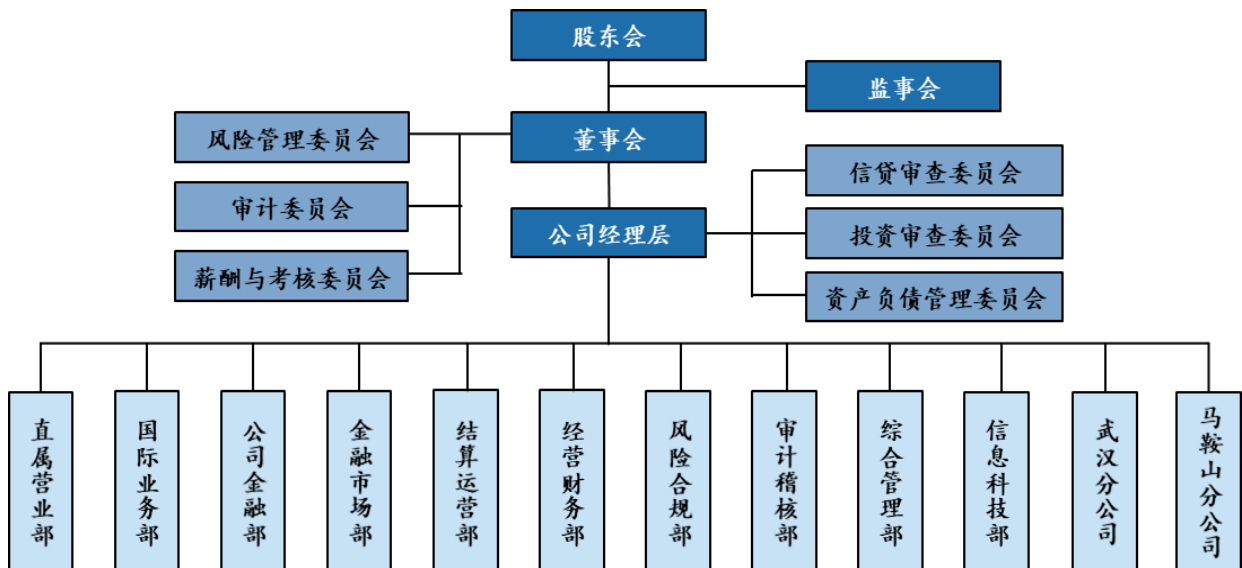 股东会
监事会
董事会
风险管理委员会
审计委员会
薪酬与考核委员会
公司经理层
信贷审查委员会
投资审查委员会
资产负债管理委员会
直属营业部
国际业务部
公司金融部
金融市场部
结算运营部
经营财务部
风险合规部
审计稽核部
综合管理部
信息科技部
武汉分公司
马鞍山分公司